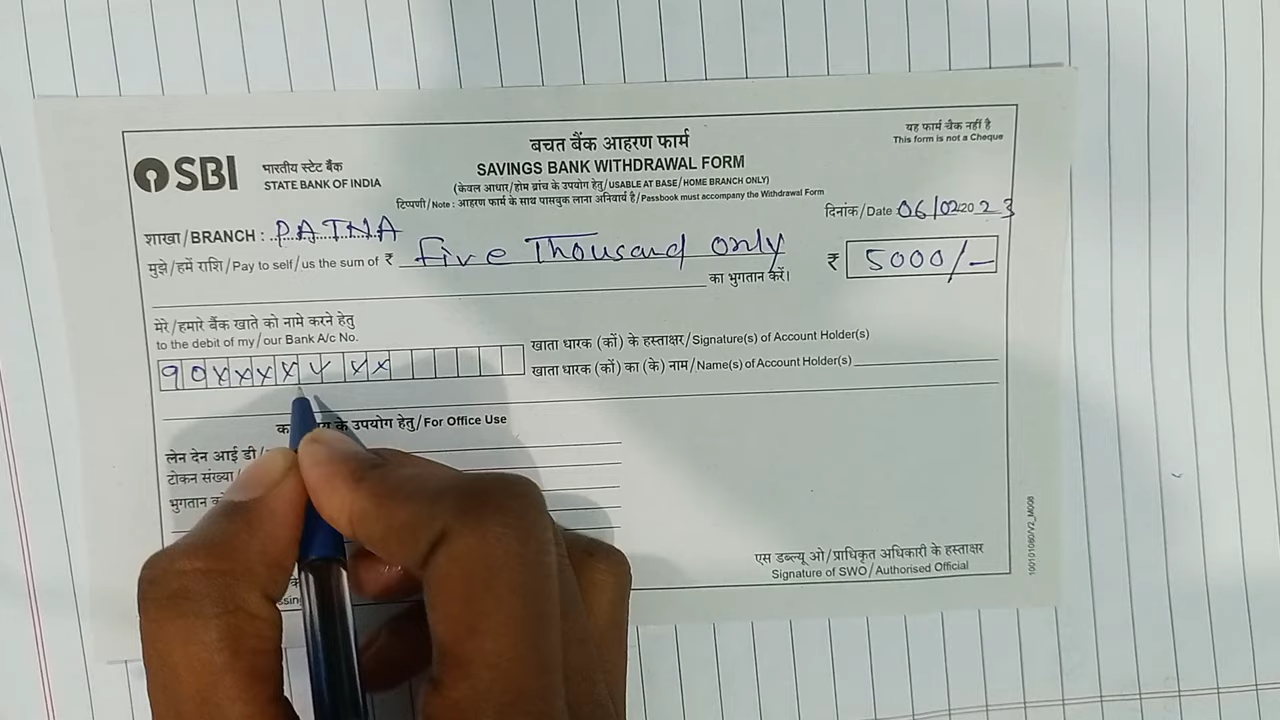 यह फार्म चैक नहीं है
This form is not a Cheque
SBI भारतीय स्टेट बैंक
STATE BANK OF INDIA
बचत बैंक आहरण फार्म
SAVINGS BANK WITHDRAWAL FORM
(केवल आधार/होम ब्रांच के उपयोग हेतु/USABLE AT BASE/HOME BRANCH ONLY)
टिप्पणी/Note : आहरण फार्म के साथ पासबुक लाना अनिवार्य है/Passbook must accompany the Withdrawal Form
दिनांक/Date 06/02/2023
शाखा/BRANCH : PATNA
मुझे/हमें राशि/Pay to self/us the sum of ₹ five Thousand only
₹ 5000/-
का भुगतान करें।
मेरे/हमारे बैंक खाते को नामे करने हेतु
to the debit of my/our Bank A/c No.
90XXXXXXX
खाता धारक (कों) के हस्ताक्षर/Signature(s) of Account Holder(s)
खाता धारक (कों) का (के) नाम/Name(s) of Account Holder(s)
के उपयोग हेतु/For Office Use
लेन देन आई डी/
टोकन संख्या/
भुगतान
एस डब्ल्यू ओ/प्राधिकृत अधिकारी के हस्ताक्षर
Signature of SWO/Authorised Official
100101080/V2_M008